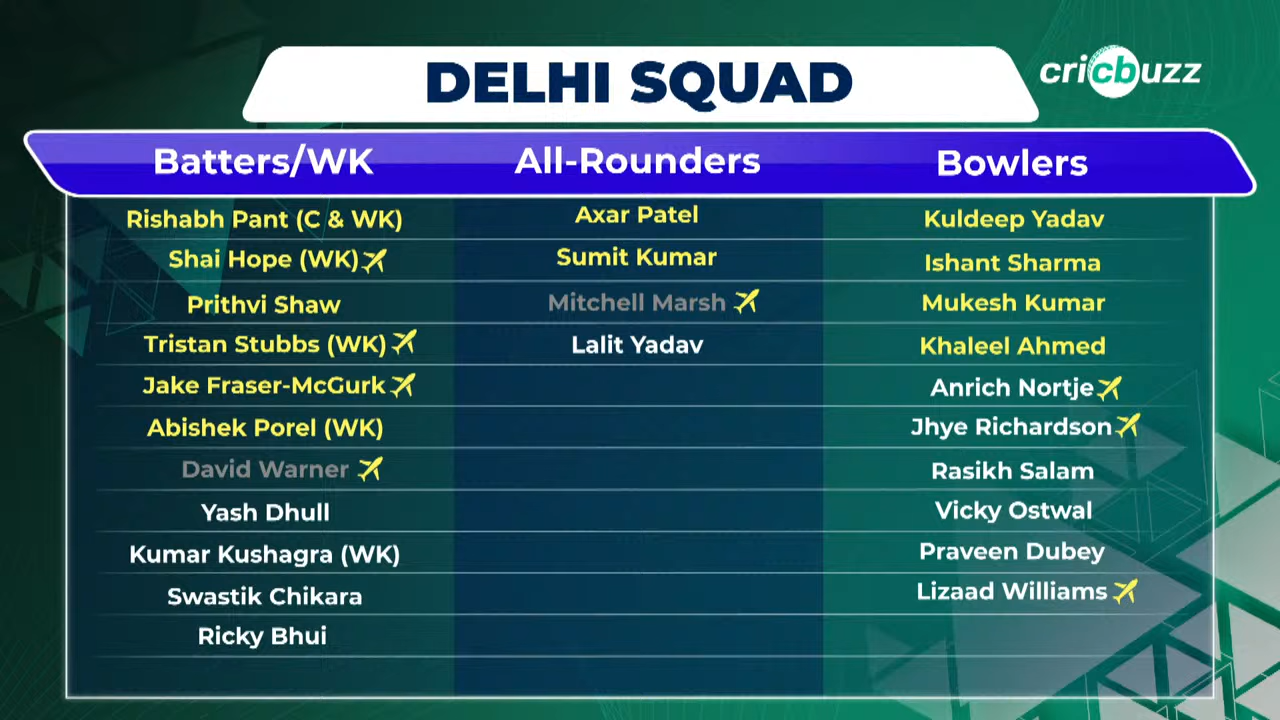 DELHI SQUAD
cricbuzz
Batters/WK
All-Rounders
Bowlers
Rishabh Pant (C & WK)
Shai Hope (WK)
Prithvi Shaw
Tristan Stubbs (WK)
Jake Fraser-McGurk
Abishek Porel (WK)
David Warner
Yash Dhull
Kumar Kushagra (WK)
Swastik Chikara
Ricky Bhui
Axar Patel
Sumit Kumar
Mitchell Marsh
Lalit Yadav
Kuldeep Yadav
Ishant Sharma
Mukesh Kumar
Khaleel Ahmed
Anrich Nortje
Jhye Richardson
Rasikh Salam
Vicky Ostwal
Praveen Dubey
Lizaad Williams